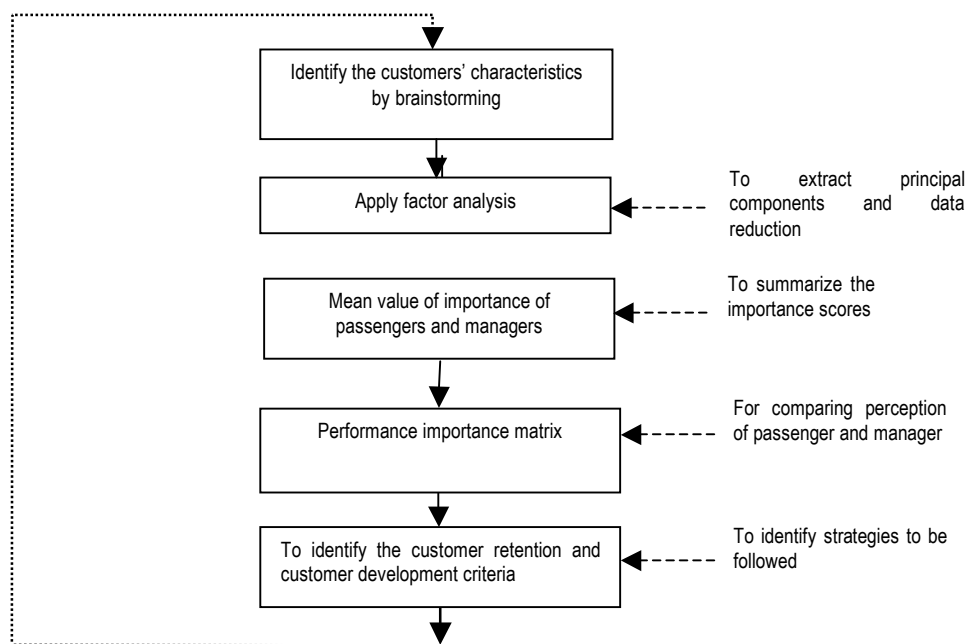 Identify the customers’ characteristics
by brainstorming
Apply factor analysis
To extract principal
components and data
reduction
Mean value of importance of
passengers and managers
To summarize the
importance scores
Performance importance matrix
For comparing perception
of passenger and manager
To identify the customer retention and
customer development criteria
To identify strategies to be
followed